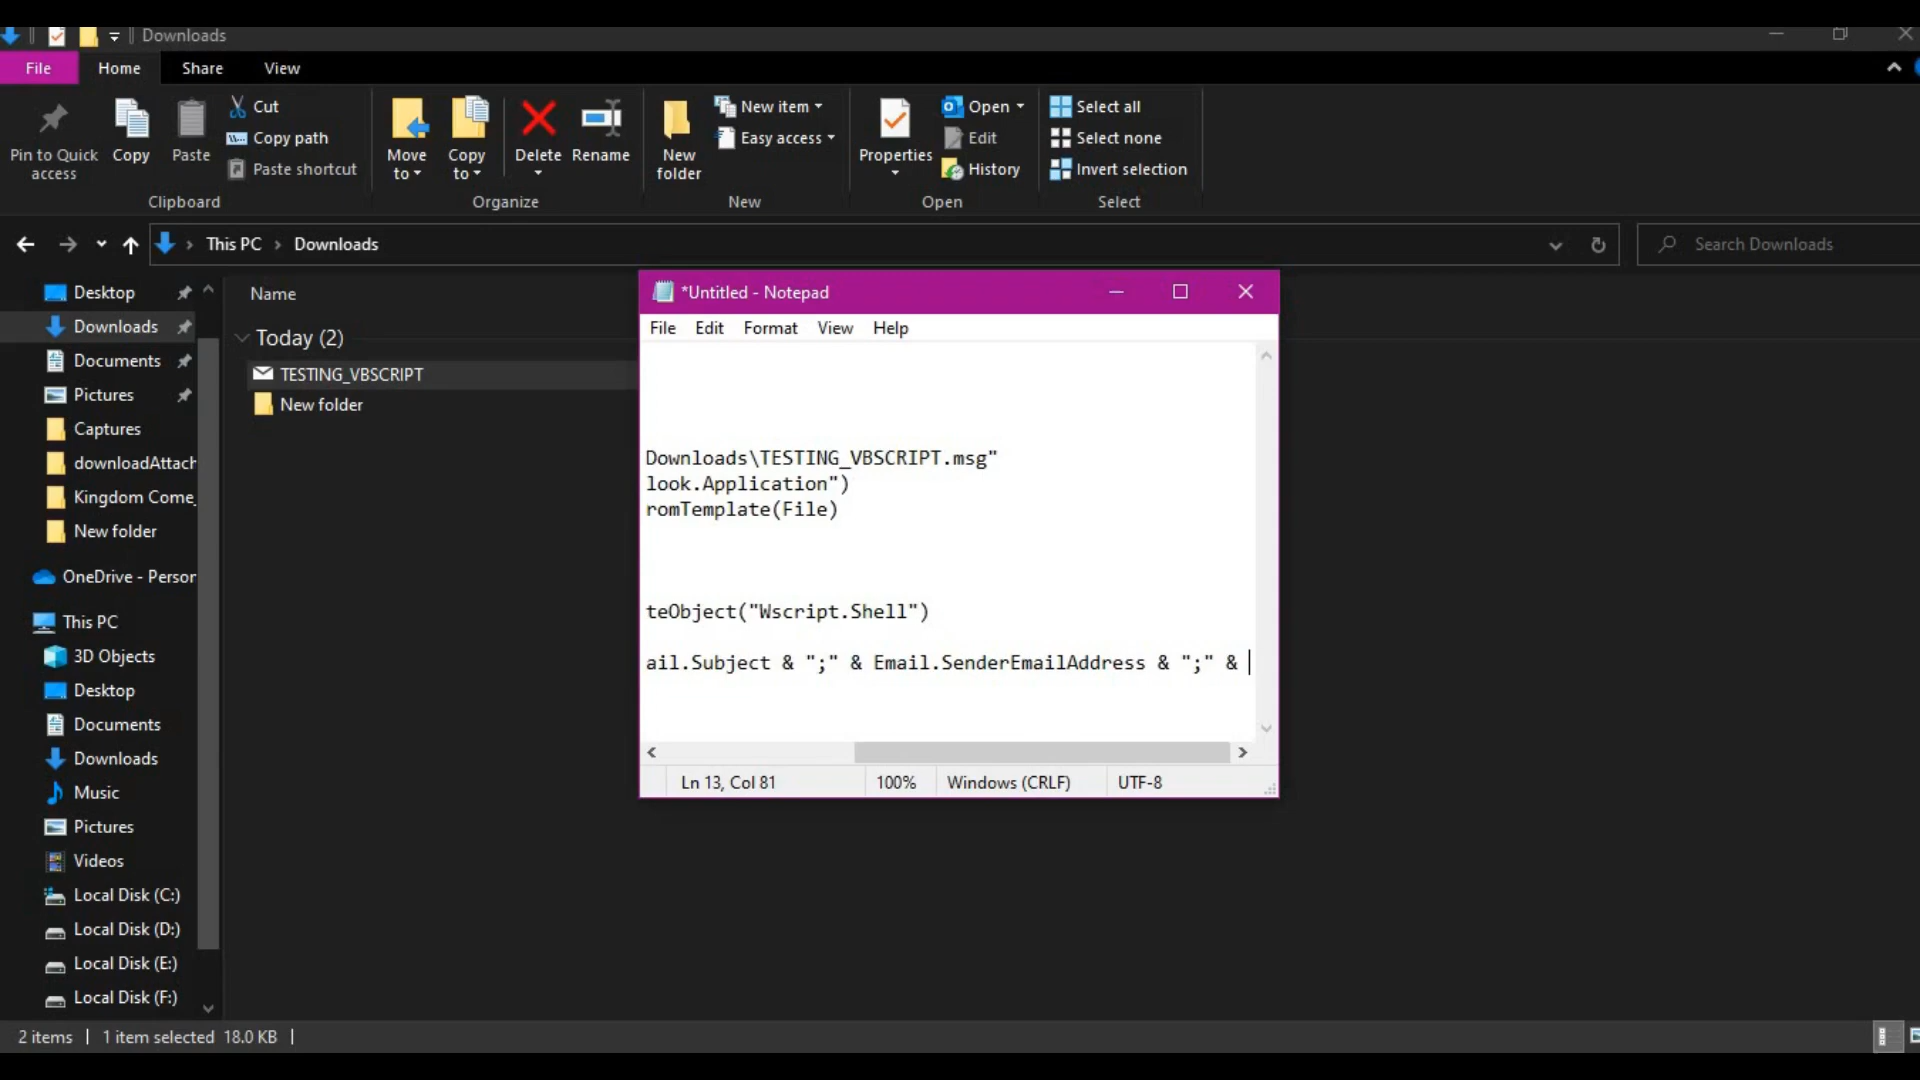 Downloads
File Home Share View
Pin to Quick access
Copy
Paste
Cut
Copy path
Paste shortcut
Clipboard
Move to
Copy to
Delete
Rename
Organize
New folder
New item
Easy access
New
Properties
Open
Edit
History
Open
Select all
Select none
Invert selection
Select
This PC > Downloads
Search Downloads
Desktop
Downloads
Documents
Pictures
Captures
downloadAttach
Kingdom Come_
New folder
OneDrive - Person
This PC
3D Objects
Desktop
Documents
Downloads
Music
Pictures
Videos
Local Disk (C:)
Local Disk (D:)
Local Disk (E:)
Local Disk (F:)
Name
Today (2)
TESTING_VBSCRIPT
New folder
*Untitled - Notepad
File Edit Format View Help
Downloads\TESTING_VBSCRIPT.msg"
look.Application")
romTemplate(File)
teObject("Wscript.Shell")
ail.Subject & ";" & Email.SenderEmailAddress & ";" &
Ln 13, Col 81 100% Windows (CRLF) UTF-8
2 items 1 item selected 18.0 KB